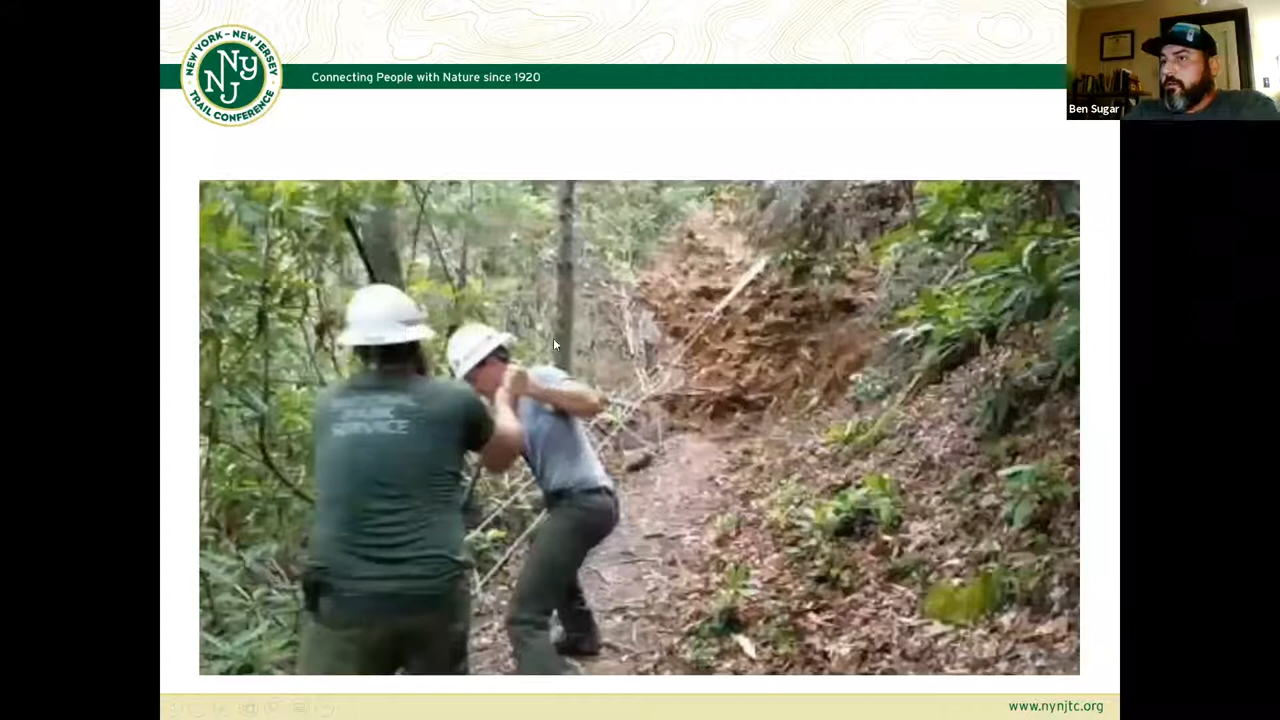 NEW YORK - NEW JERSEY
NY
NJ
TRAIL CONFERENCE
Connecting People with Nature since 1920
Ben Sugar
SERVICE
www.nynjtc.org